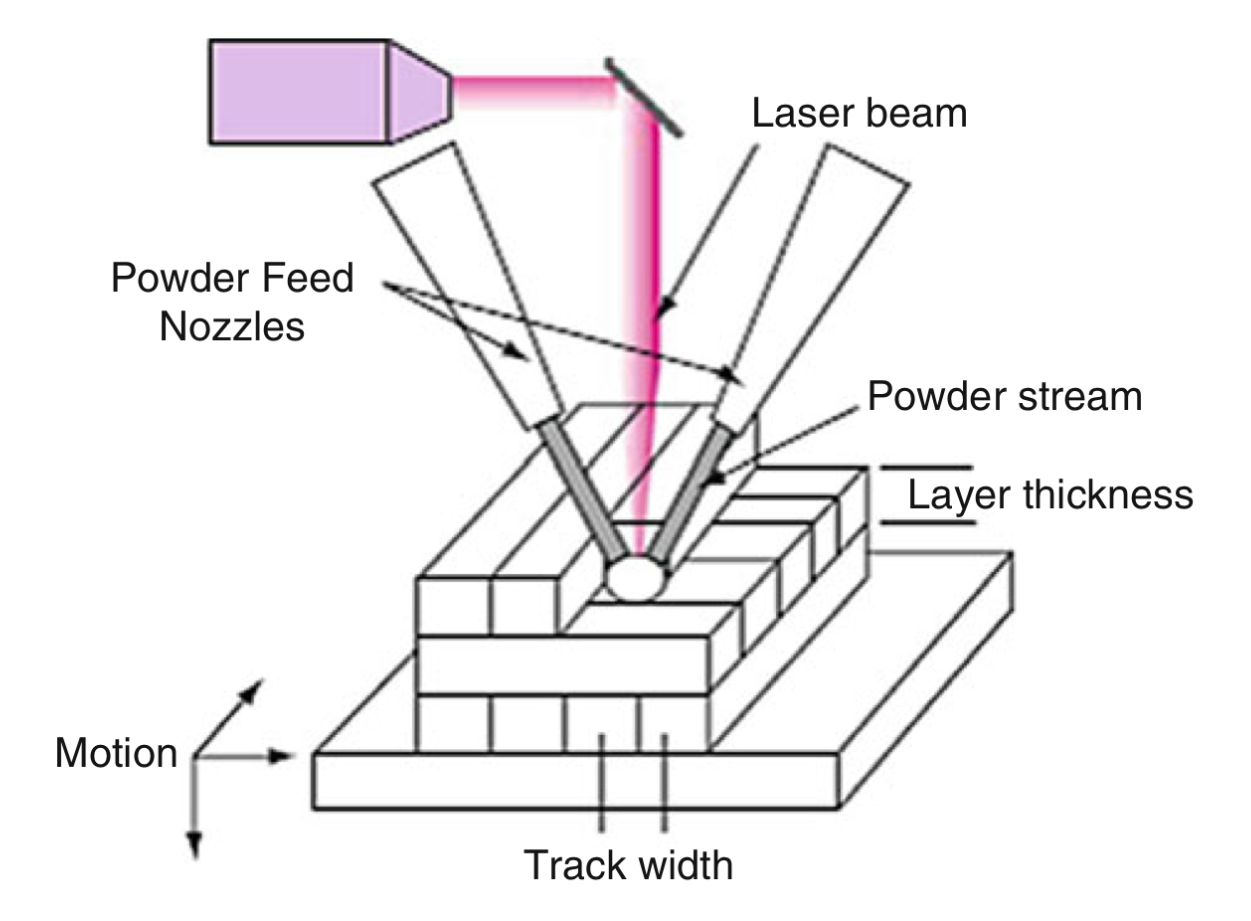 Laser beam
Powder Feed
Nozzles
Powder stream
Layer thickness
Motion
Track width